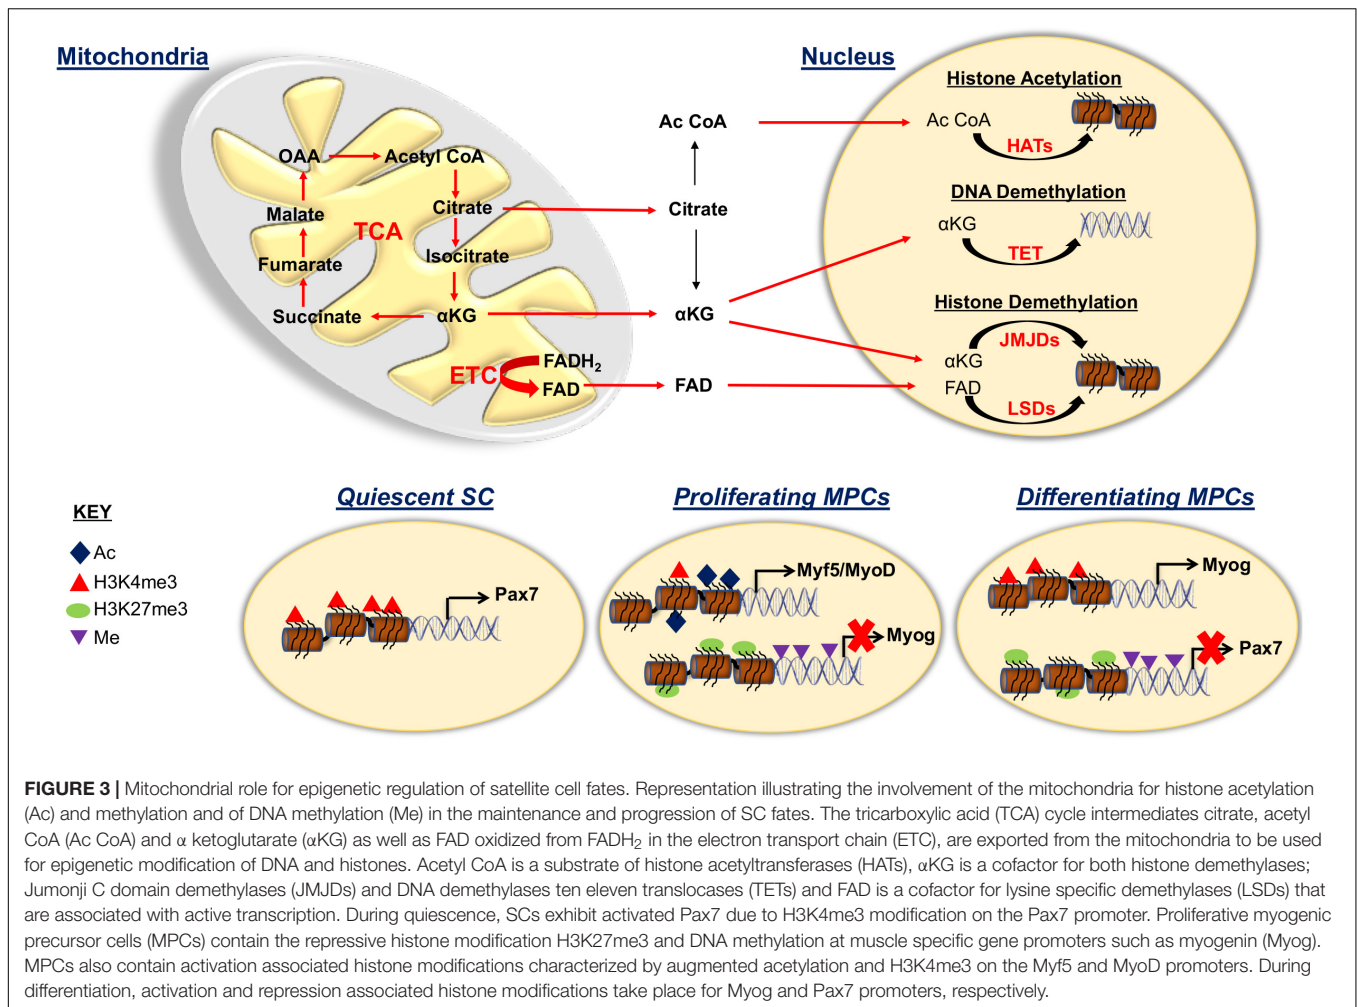 Mitochondria
Nucleus
OAA
Acetyl CoA
Malate
Citrate
TCA
Fumarate
Isocitrate
Succinate
αKG
ETC
FADH2
FAD
Ac CoA
Citrate
αKG
FAD
Histone Acetylation
Ac CoA
HATs
DNA Demethylation
αKG
TET
Histone Demethylation
JMJDs
αKG
FAD
LSDs
KEY
Ac
H3K4me3
H3K27me3
Me
Quiescent SC
Pax7
Proliferating MPCs
Myf5/MyoD
Myog
Differentiating MPCs
Myog
Pax7
FIGURE 3 | Mitochondrial role for epigenetic regulation of satellite cell fates. Representation illustrating the involvement of the mitochondria for histone acetylation
(Ac) and methylation and of DNA methylation (Me) in the maintenance and progression of SC fates. The tricarboxylic acid (TCA) cycle intermediates citrate, acetyl
CoA (Ac CoA) and α ketoglutarate (αKG) as well as FAD oxidized from FADH2 in the electron transport chain (ETC), are exported from the mitochondria to be used
for epigenetic modification of DNA and histones. Acetyl CoA is a substrate of histone acetyltransferases (HATs), αKG is a cofactor for both histone demethylases;
Jumonji C domain demethylases (JMJDs) and DNA demethylases ten eleven translocases (TETs) and FAD is a cofactor for lysine specific demethylases (LSDs) that
are associated with active transcription. During quiescence, SCs exhibit activated Pax7 due to H3K4me3 modification on the Pax7 promoter. Proliferative myogenic
precursor cells (MPCs) contain the repressive histone modification H3K27me3 and DNA methylation at muscle specific gene promoters such as myogenin (Myog).
MPCs also contain activation associated histone modifications characterized by augmented acetylation and H3K4me3 on the Myf5 and MyoD promoters. During
differentiation, activation and repression associated histone modifications take place for Myog and Pax7 promoters, respectively.